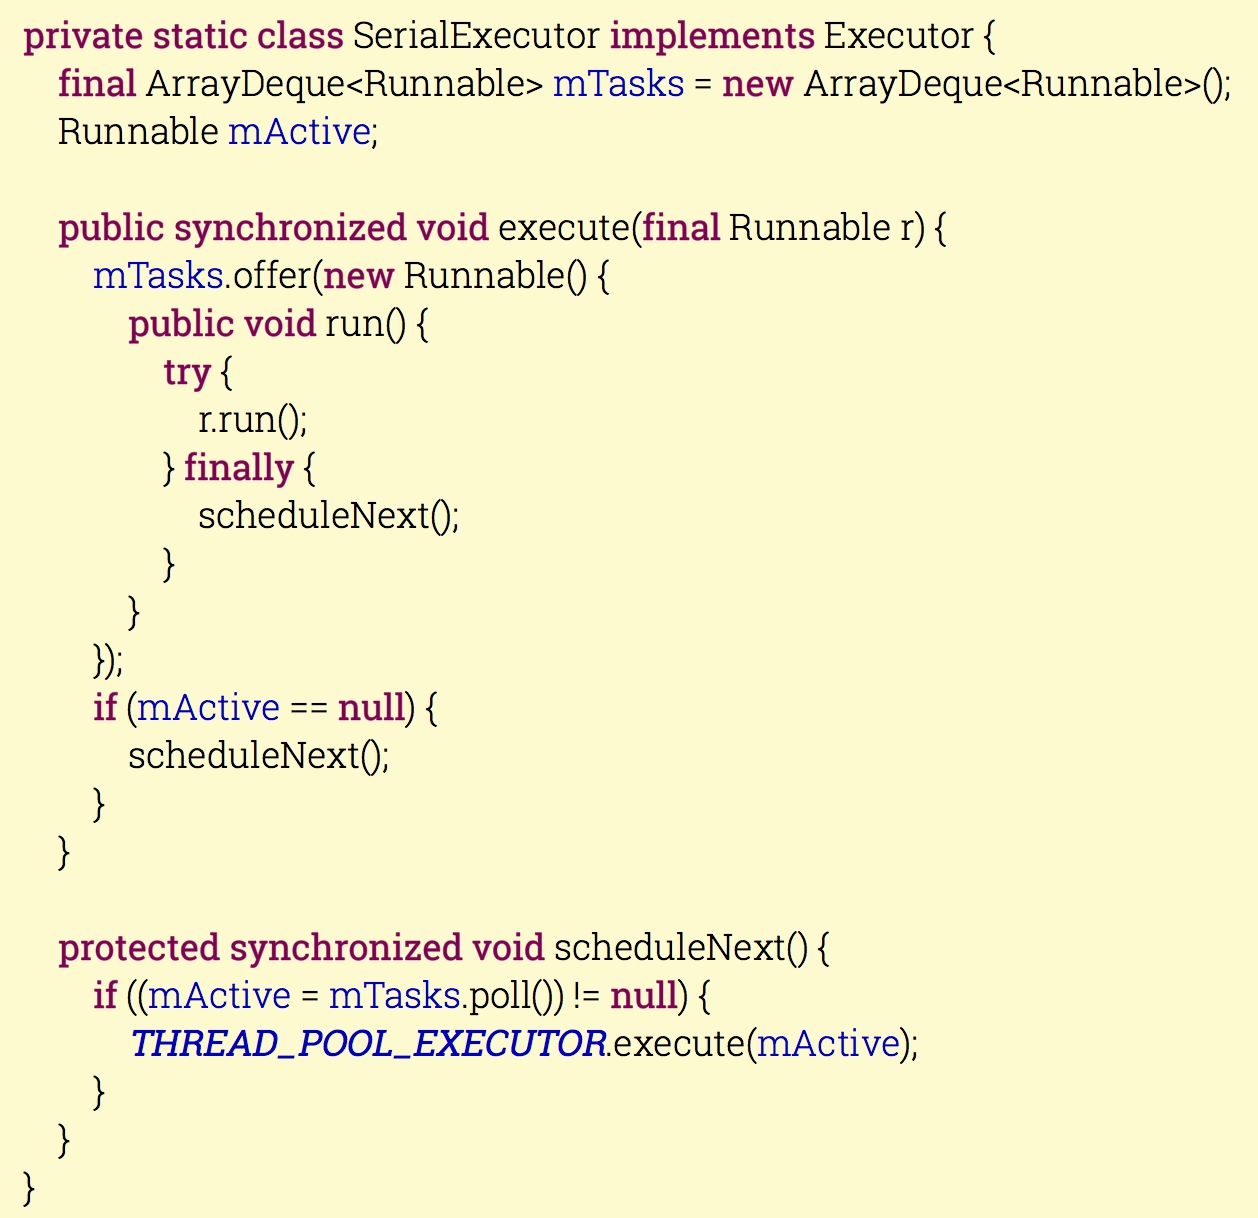 private static class SerialExecutor implements Executor {
    final ArrayDeque<Runnable> mTasks = new ArrayDeque<Runnable>();
    Runnable mActive;

    public synchronized void execute(final Runnable r) {
        mTasks.offer(new Runnable() {
            public void run() {
                try {
                    r.run();
                } finally {
                    scheduleNext();
                }
            }
        });
        if (mActive == null) {
            scheduleNext();
        }
    }

    protected synchronized void scheduleNext() {
        if ((mActive = mTasks.poll()) != null) {
            THREAD_POOL_EXECUTOR.execute(mActive);
        }
    }
}